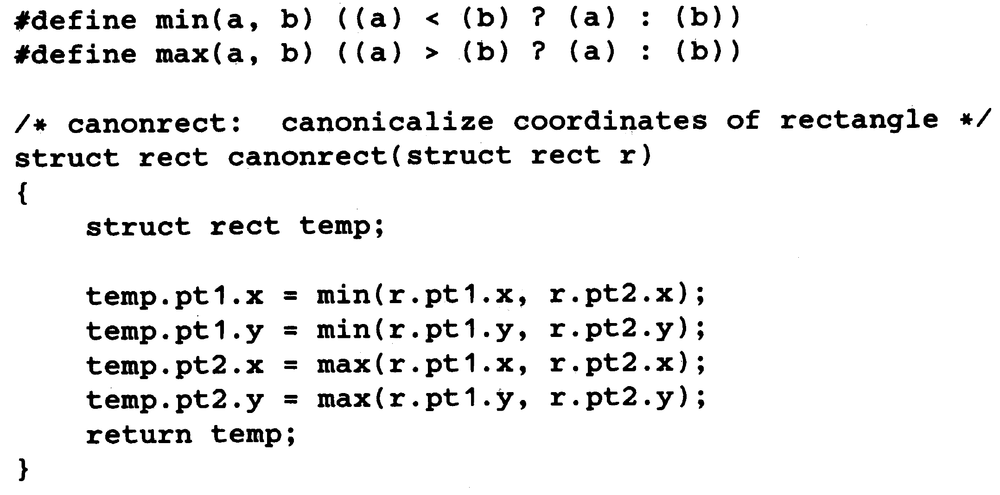 #define min(a, b) ((a) < (b) ? (a) : (b))
#define max(a, b) ((a) > (b) ? (a) : (b))
/* canonrect:  canonicalize coordinates of rectangle */
struct rect canonrect(struct rect r)
{
    struct rect temp;
    temp.pt1.x = min(r.pt1.x, r.pt2.x);
    temp.pt1.y = min(r.pt1.y, r.pt2.y);
    temp.pt2.x = max(r.pt1.x, r.pt2.x);
    temp.pt2.y = max(r.pt1.y, r.pt2.y);
    return temp;
}